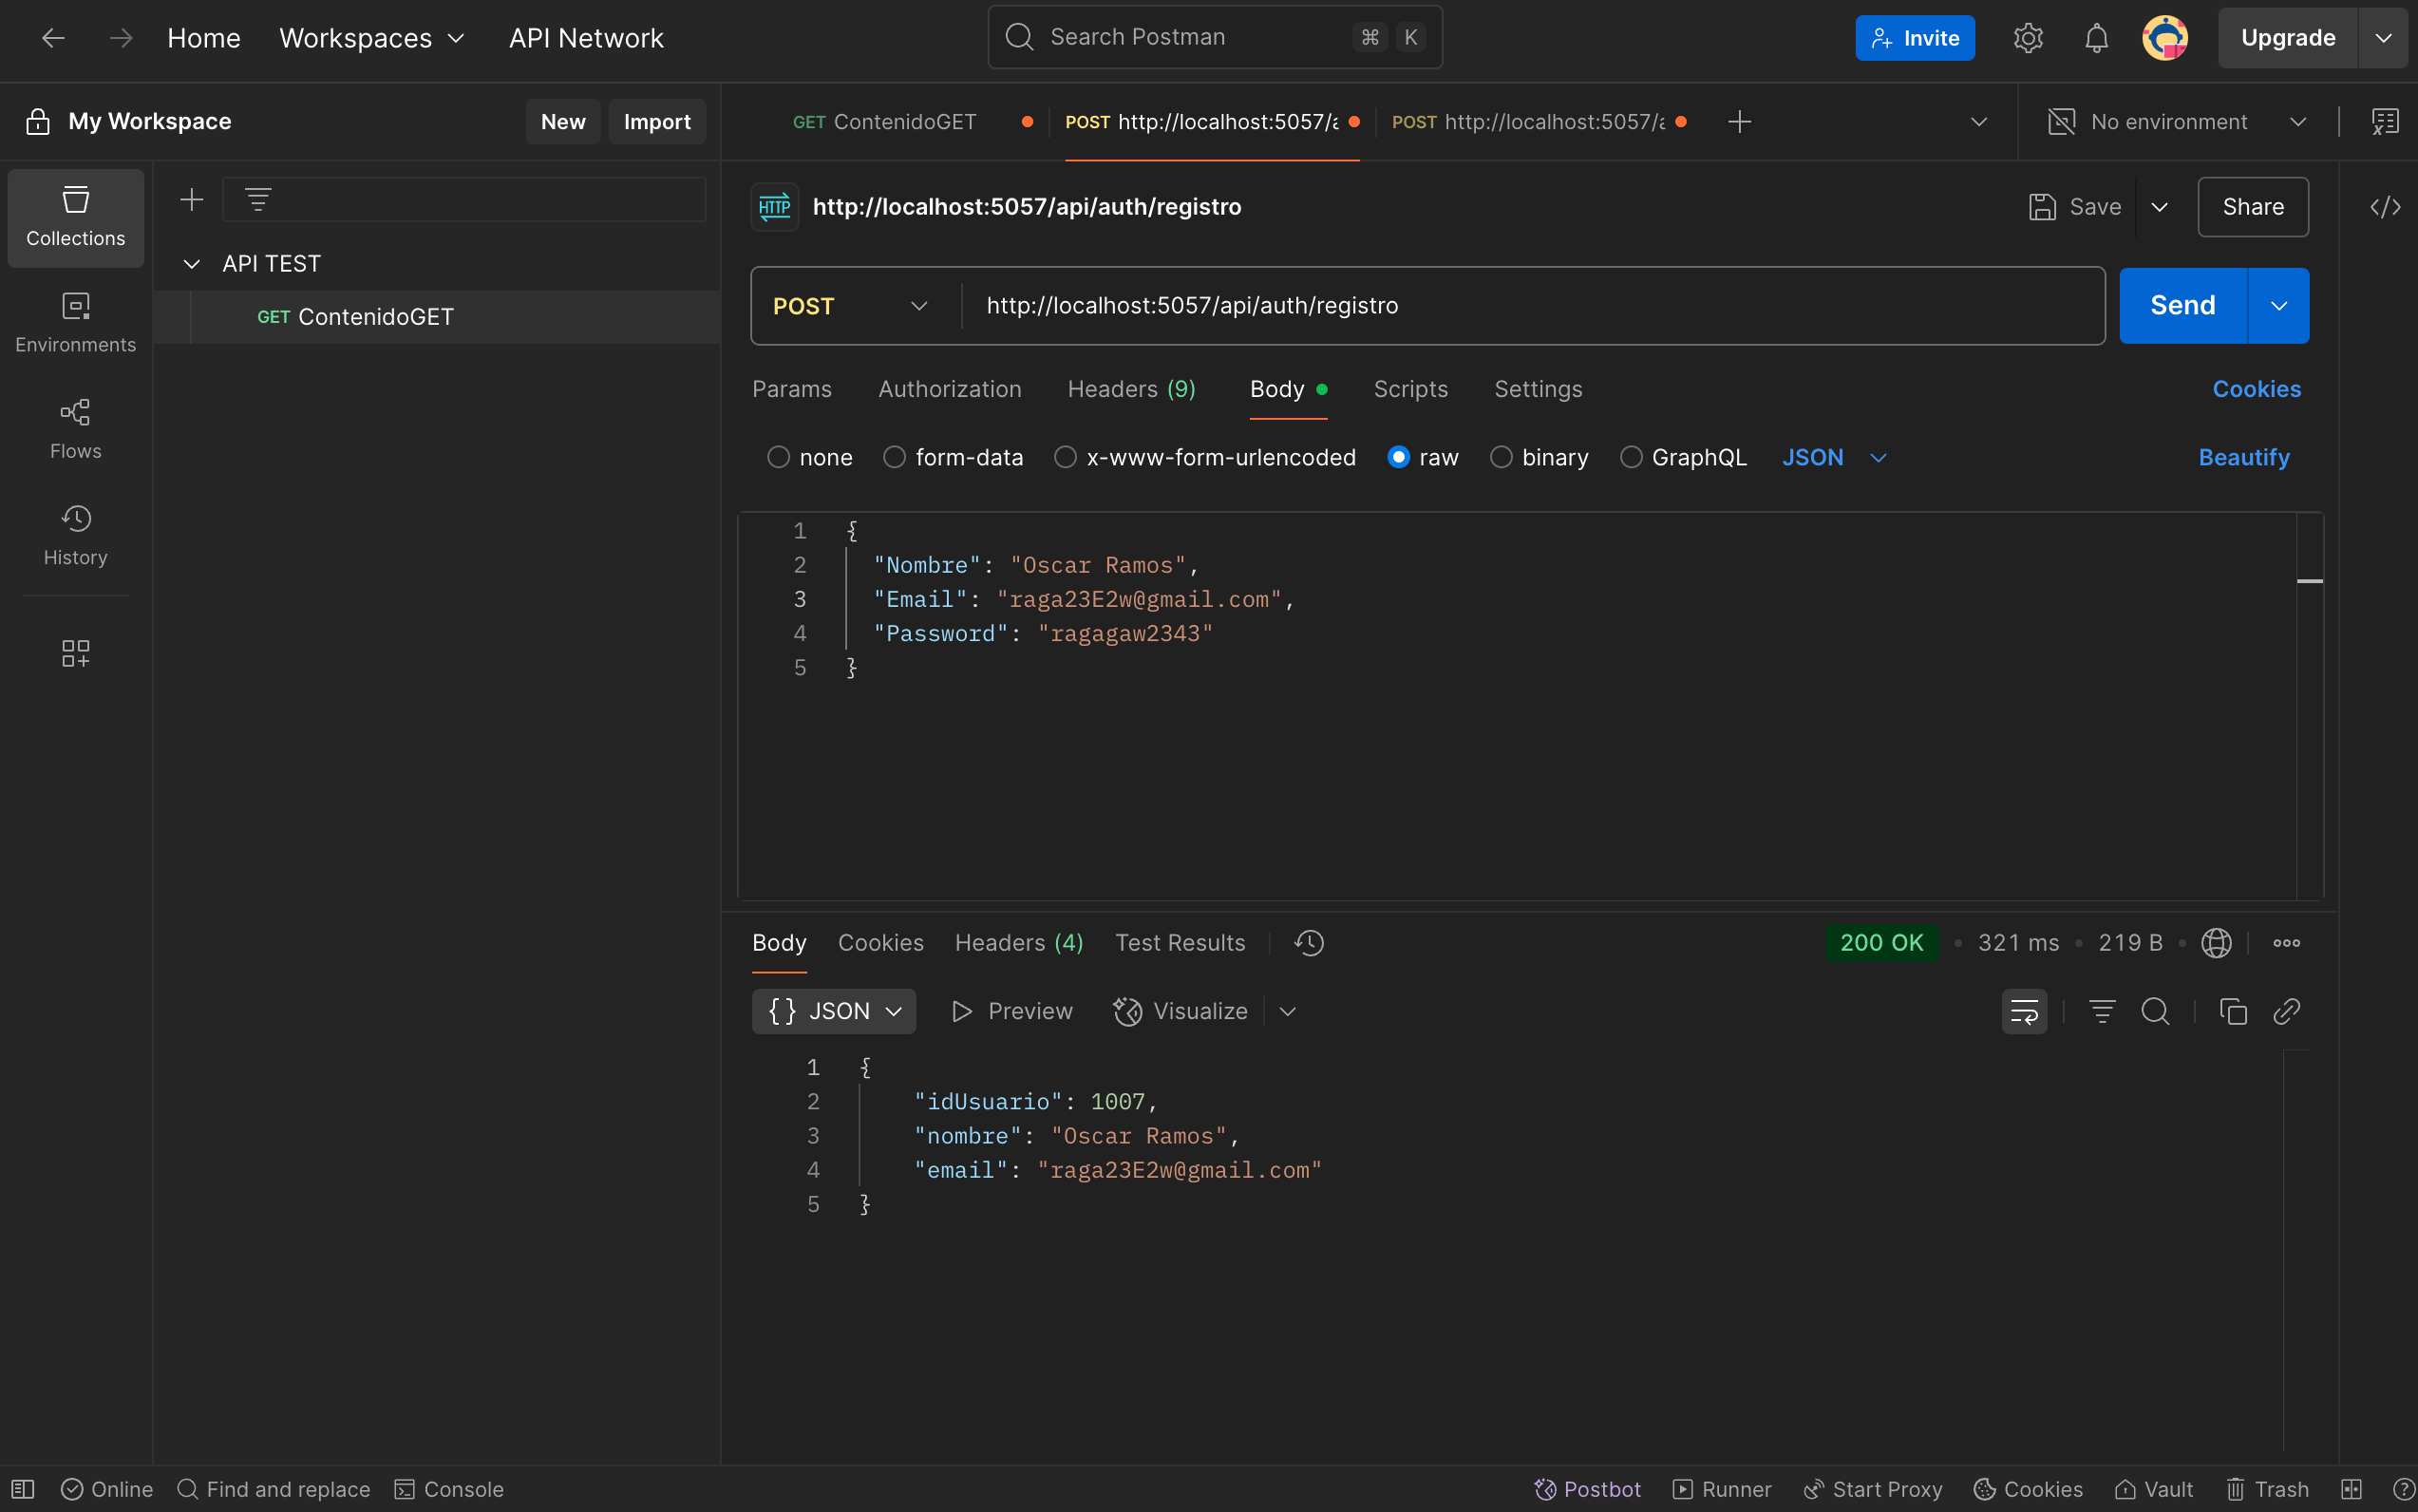 Home Workspaces API Network
Search Postman ⌘ K
Invite
Upgrade
My Workspace
New Import
GET ContenidoGET
POST http://localhost:5057/a
POST http://localhost:5057/a
No environment
Collections
Environments
Flows
History
API TEST
GET ContenidoGET
HTTP http://localhost:5057/api/auth/registro
Save
Share
POST http://localhost:5057/api/auth/registro
Send
Params Authorization Headers (9) Body Scripts Settings Cookies
none form-data x-www-form-urlencoded raw binary GraphQL JSON Beautify
1 {
2 "Nombre": "Oscar Ramos",
3 "Email": "raga23E2w@gmail.com",
4 "Password": "ragagaw2343"
5 }
Body Cookies Headers (4) Test Results
200 OK • 321 ms • 219 B
{} JSON Preview Visualize
1 {
2 "idUsuario": 1007,
3 "nombre": "Oscar Ramos",
4 "email": "raga23E2w@gmail.com"
5 }
Online Find and replace Console
Postbot Runner Start Proxy Cookies Vault Trash